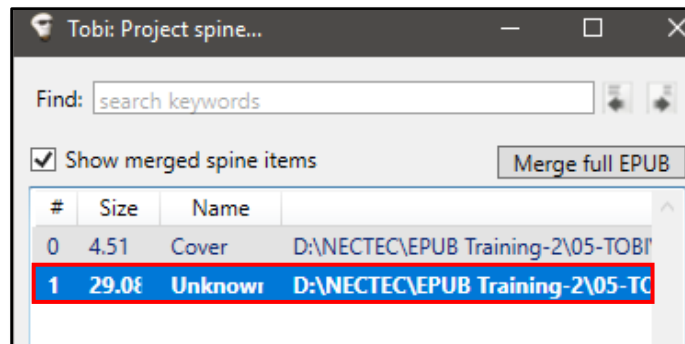 Tobi: Project spine...
Find: search keywords
Show merged spine items Merge full EPUB
# Size Name
0 4.51 Cover D:\NECTEC\EPUB Training-2\05-TOBI\
1 29.08 Unknown D:\NECTEC\EPUB Training-2\05-TO